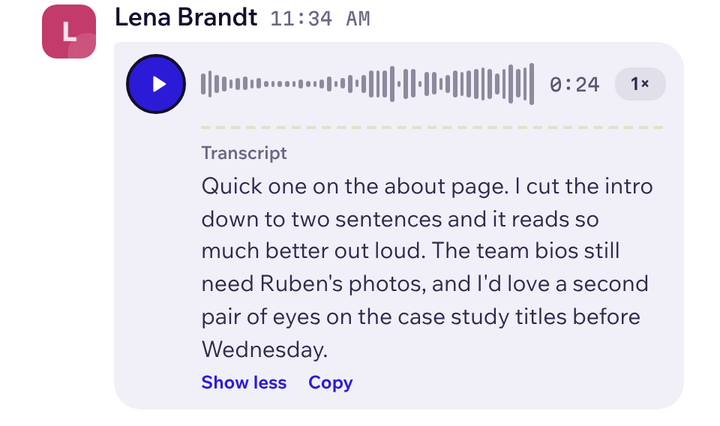 L
Lena Brandt 11:34 AM
0:24 1×
Transcript
Quick one on the about page. I cut the intro
down to two sentences and it reads so
much better out loud. The team bios still
need Ruben's photos, and I'd love a second
pair of eyes on the case study titles before
Wednesday.
Show less Copy